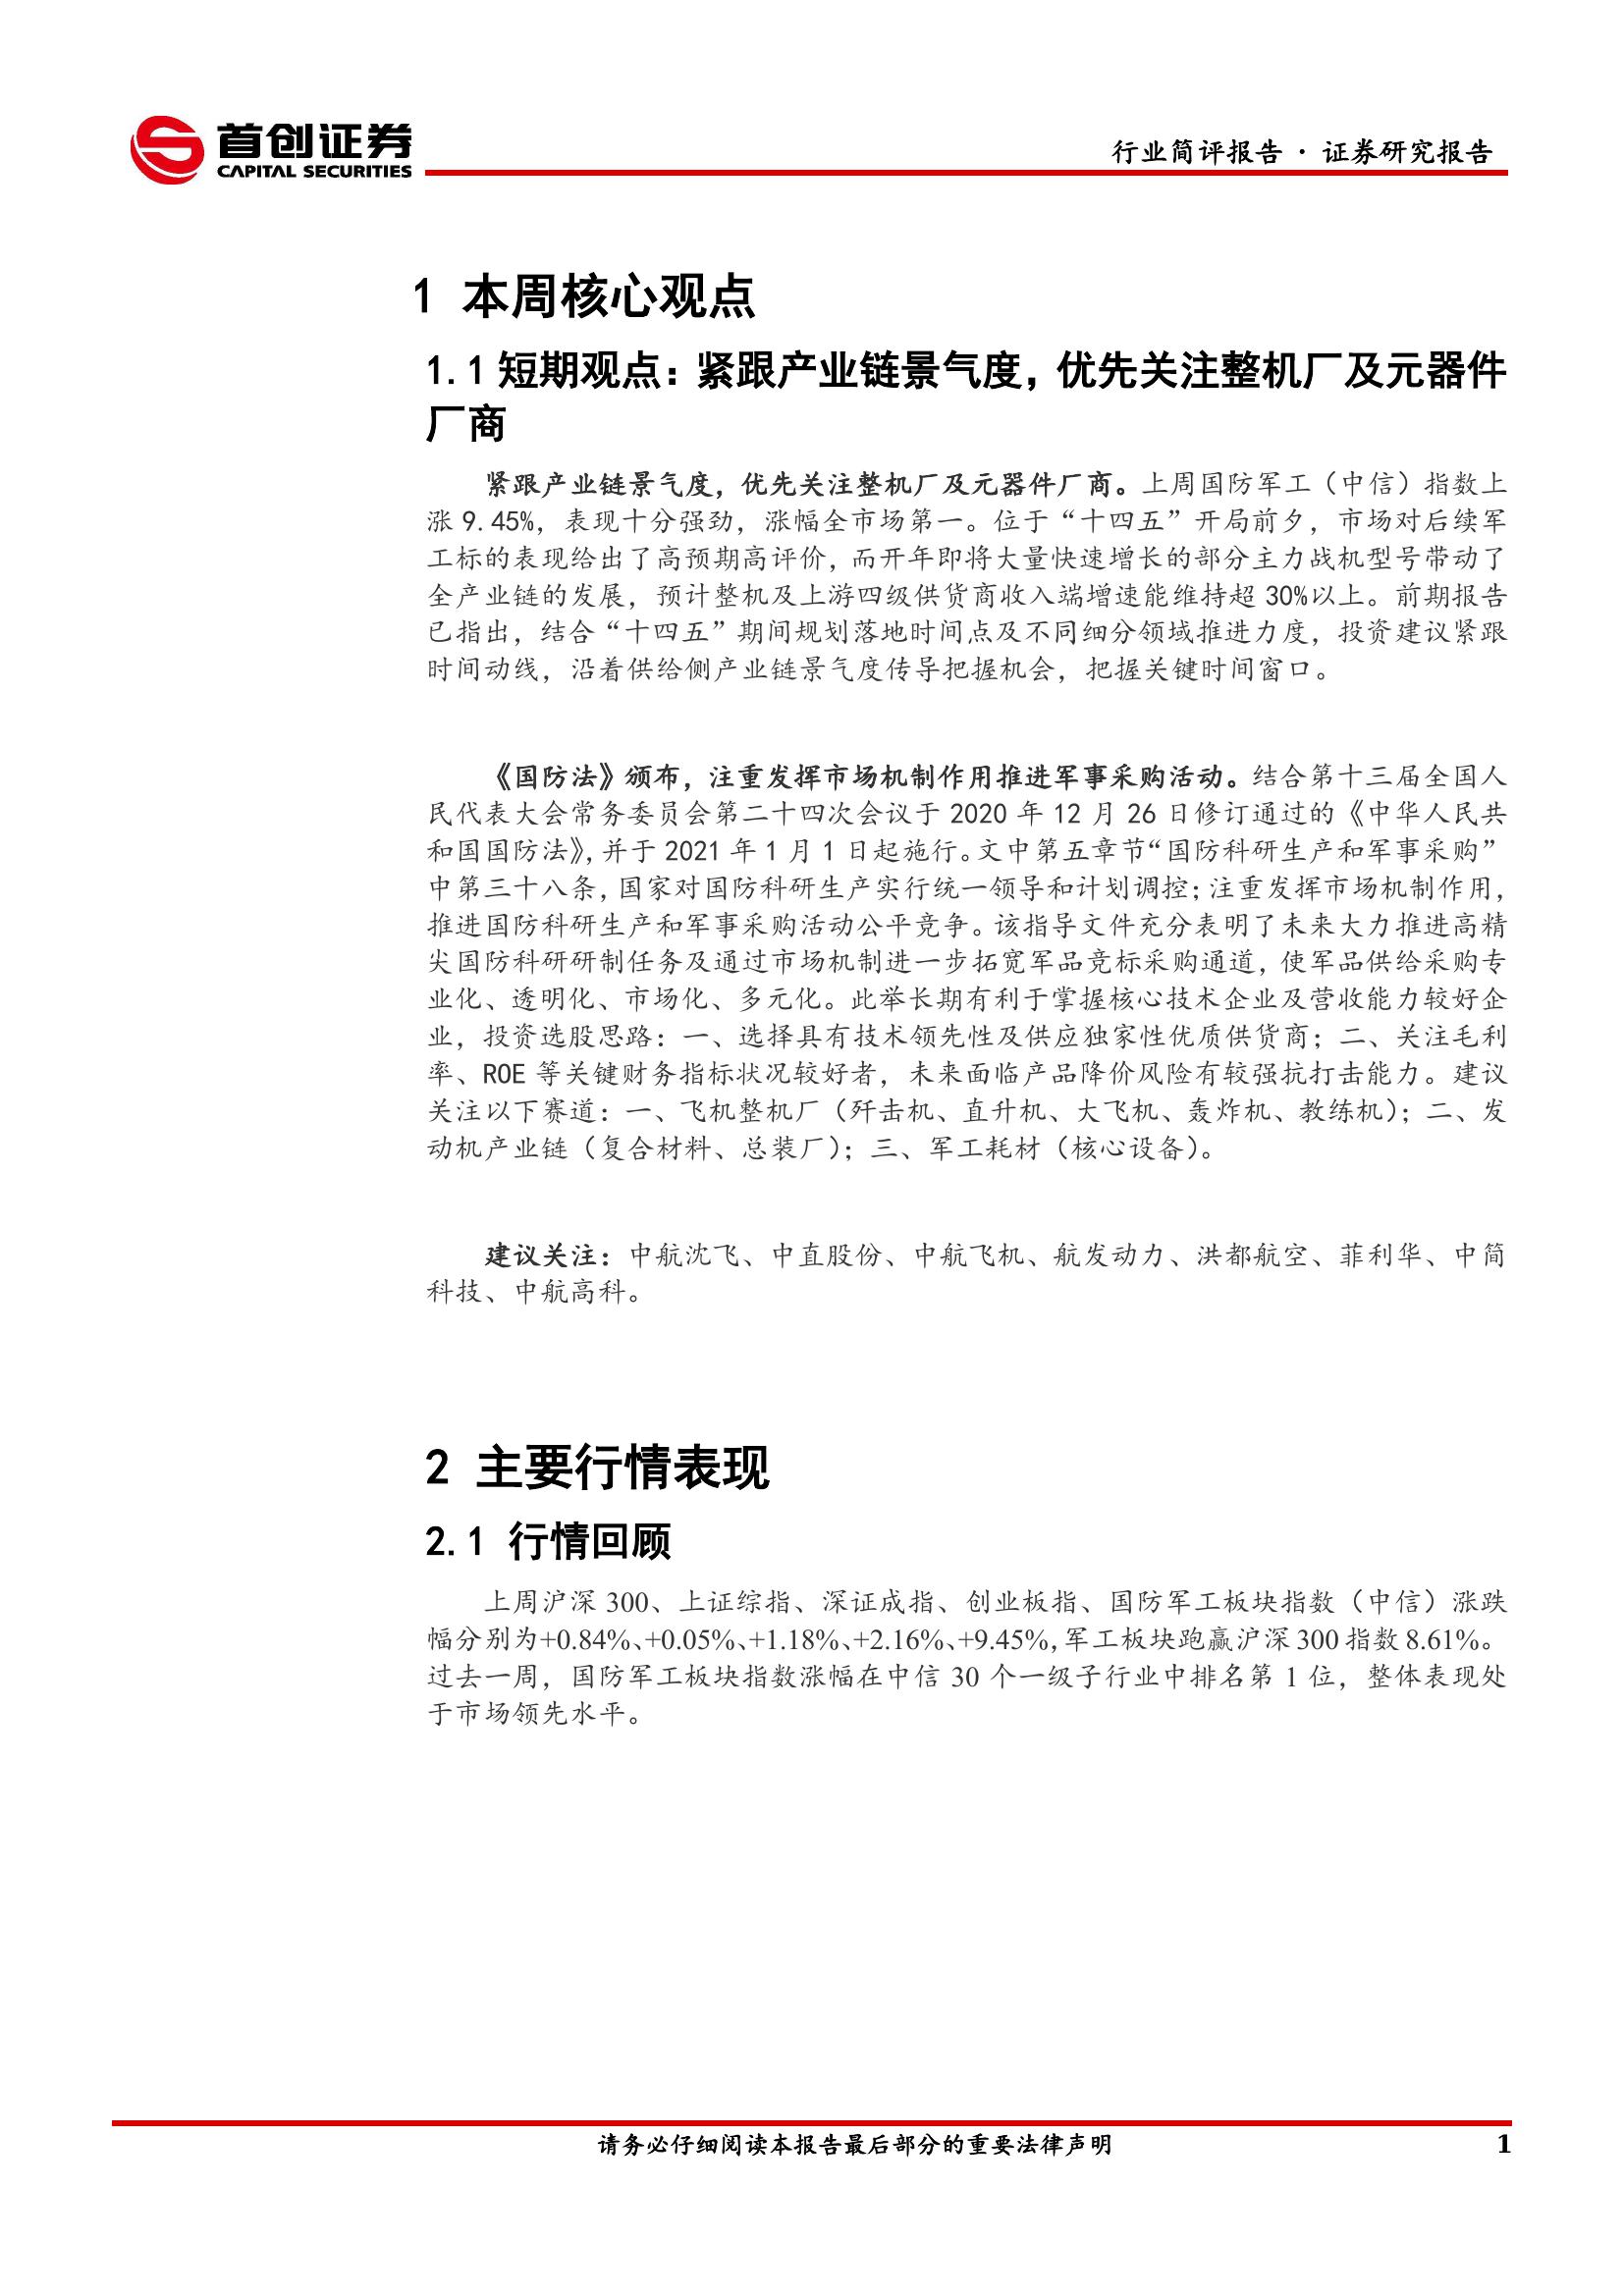 首创证券
CAPITAL SECURITIES
行业简评报告 · 证券研究报告
1 本周核心观点
1.1 短期观点：紧跟产业链景气度，优先关注整机厂及元器件
厂商
紧跟产业链景气度，优先关注整机厂及元器件厂商。上周国防军工（中信）指数上
涨 9.45%，表现十分强劲，涨幅全市场第一。位于“十四五”开局前夕，市场对后续军
工标的表现给出了高预期高评价，而开年即将大量快速增长的部分主力战机型号带动了
全产业链的发展，预计整机及上游四级供货商收入端增速能维持超 30%以上。前期报告
已指出，结合“十四五”期间规划落地时间点及不同细分领域推进力度，投资建议紧跟
时间动线，沿着供给侧产业链景气度传导把握机会，把握关键时间窗口。
《国防法》颁布，注重发挥市场机制作用推进军事采购活动。结合第十三届全国人
民代表大会常务委员会第二十四次会议于 2020 年 12 月 26 日修订通过的《中华人民共
和国国防法》，并于 2021 年 1 月 1 日起施行。文中第五章节“国防科研生产和军事采购”
中第三十八条，国家对国防科研生产实行统一领导和计划调控；注重发挥市场机制作用，
推进国防科研生产和军事采购活动公平竞争。该指导文件充分表明了未来大力推进高精
尖国防科研研制任务及通过市场机制进一步拓宽军品竞标采购通道，使军品供给采购专
业化、透明化、市场化、多元化。此举长期有利于掌握核心技术企业及营收能力较好企
业，投资选股思路：一、选择具有技术领先性及供应独家性优质供货商；二、关注毛利
率、ROE 等关键财务指标状况较好者，未来面临产品降价风险有较强抗打击能力。建议
关注以下赛道：一、飞机整机厂（歼击机、直升机、大飞机、轰炸机、教练机）；二、发
动机产业链（复合材料、总装厂）；三、军工耗材（核心设备）。
建议关注：中航沈飞、中直股份、中航飞机、航发动力、洪都航空、菲利华、中简
科技、中航高科。
2 主要行情表现
2.1 行情回顾
上周沪深 300、上证综指、深证成指、创业板指、国防军工板块指数（中信）涨跌
幅分别为+0.84%、+0.05%、+1.18%、+2.16%、+9.45%，军工板块跑赢沪深 300 指数 8.61%。
过去一周，国防军工板块指数涨幅在中信 30 个一级子行业中排名第 1 位，整体表现处
于市场领先水平。
请务必仔细阅读本报告最后部分的重要法律声明
1